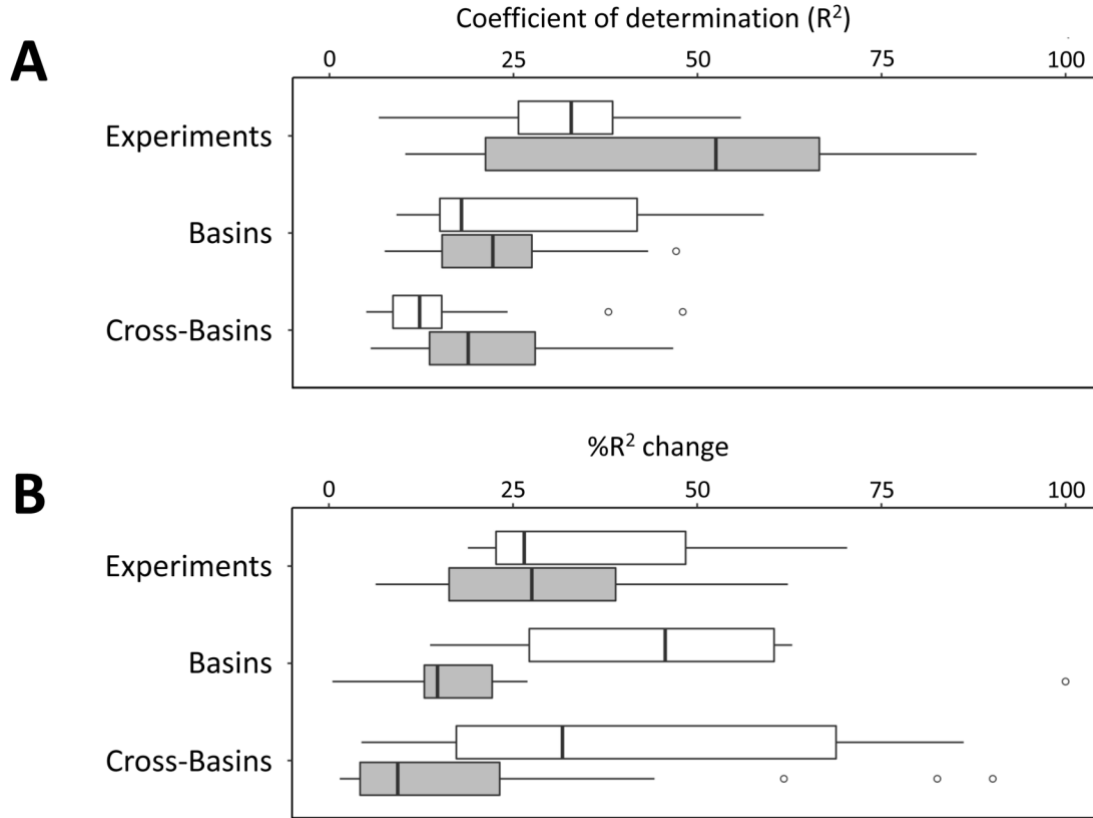 Coefficient of determination (R²)
A
0 25 50 75 100
Experiments
Basins
Cross-Basins
%R² change
B
0 25 50 75 100
Experiments
Basins
Cross-Basins